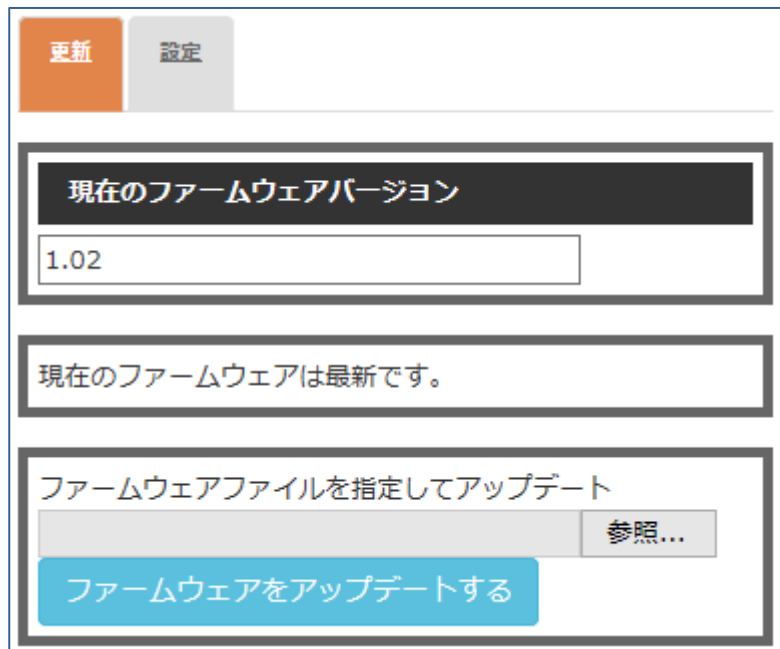 更新
設定
現在のファームウェアバージョン
1.02
現在のファームウェアは最新です。
ファームウェアファイルを指定してアップデート
参照...
ファームウェアをアップデートする